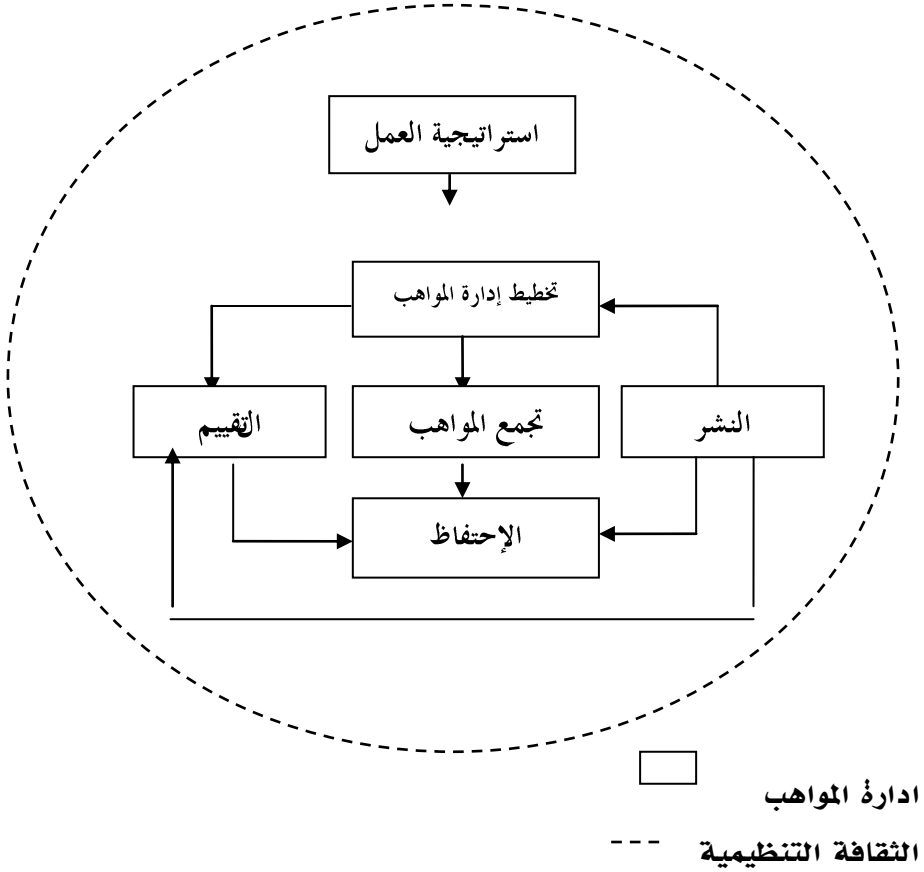 استراتيجية العمل
تخطيط إدارة المواهب
النشر
تجمع المواهب
التقييم
الإحتفاظ
ادارة المواهب
الثقافة التنظيمية